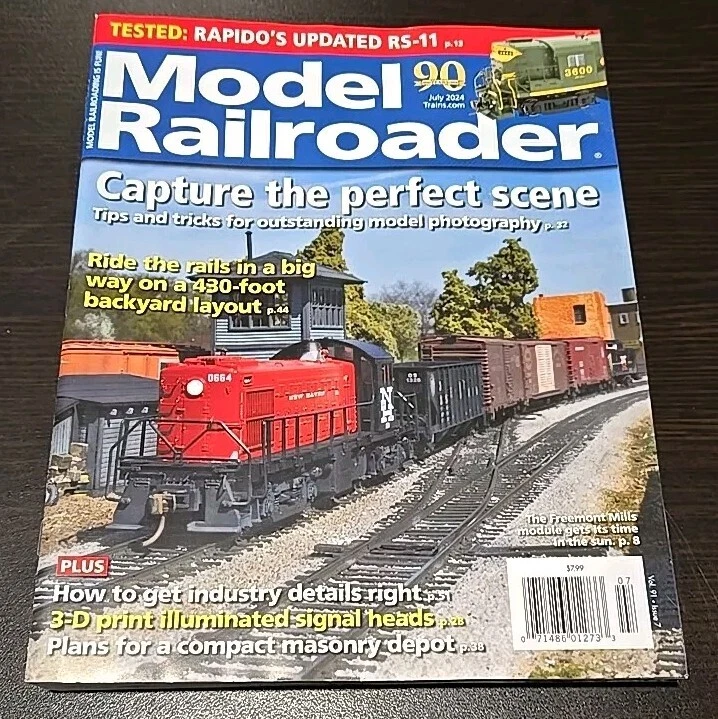 TESTED: RAPIDO'S UPDATED RS-11 p.13
MODEL RAILROADING IS FUN!
Model
Railroader®
90
YEARS
July 2024
Trains.com
3600
Capture the perfect scene
Tips and tricks for outstanding model photography p. 32
Ride the rails in a big
way on a 430-foot
backyard layout p.44
0664
NEW HAVEN
N
H
The Freemont Mills
module gets its time
in the sun. p. 8
PLUS
How to get industry details right p.51
3-D print illuminated signal heads p.28
Plans for a compact masonry depot p.38
$7.99
07
0 71486 01273 3
Vol. 91 • Issue 7